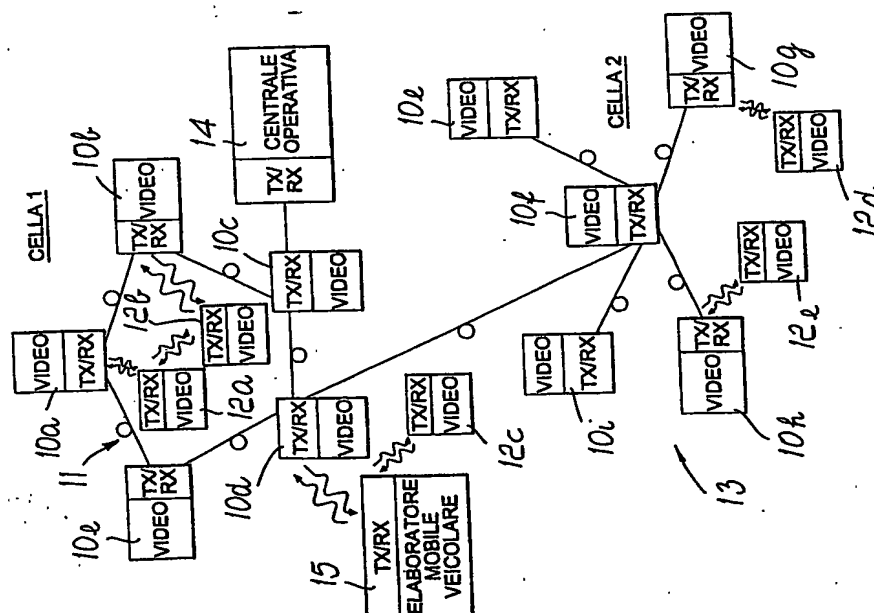 CELLA 1
10a
VIDEO
TX/RX
10b
TX/
RX
VIDEO
11
12b
TX/RX
VIDEO
TX/RX
VIDEO
12a
10e
VIDEO
TX/
RX
10c
TX/RX
VIDEO
14
TX/
RX
CENTRALE
OPERATIVA
10d
TX/RX
VIDEO
15
TX/RX
ELABORATORE
MOBILE
VEICOLARE
TX/RX
VIDEO
12c
CELLA 2
10e
VIDEO
TX/RX
10f
VIDEO
TX/RX
10g
TX/
RX
VIDEO
10i
VIDEO
TX/RX
TX/RX
VIDEO
12d
VIDEO
TX/
RX
10h
TX/RX
VIDEO
12e
13